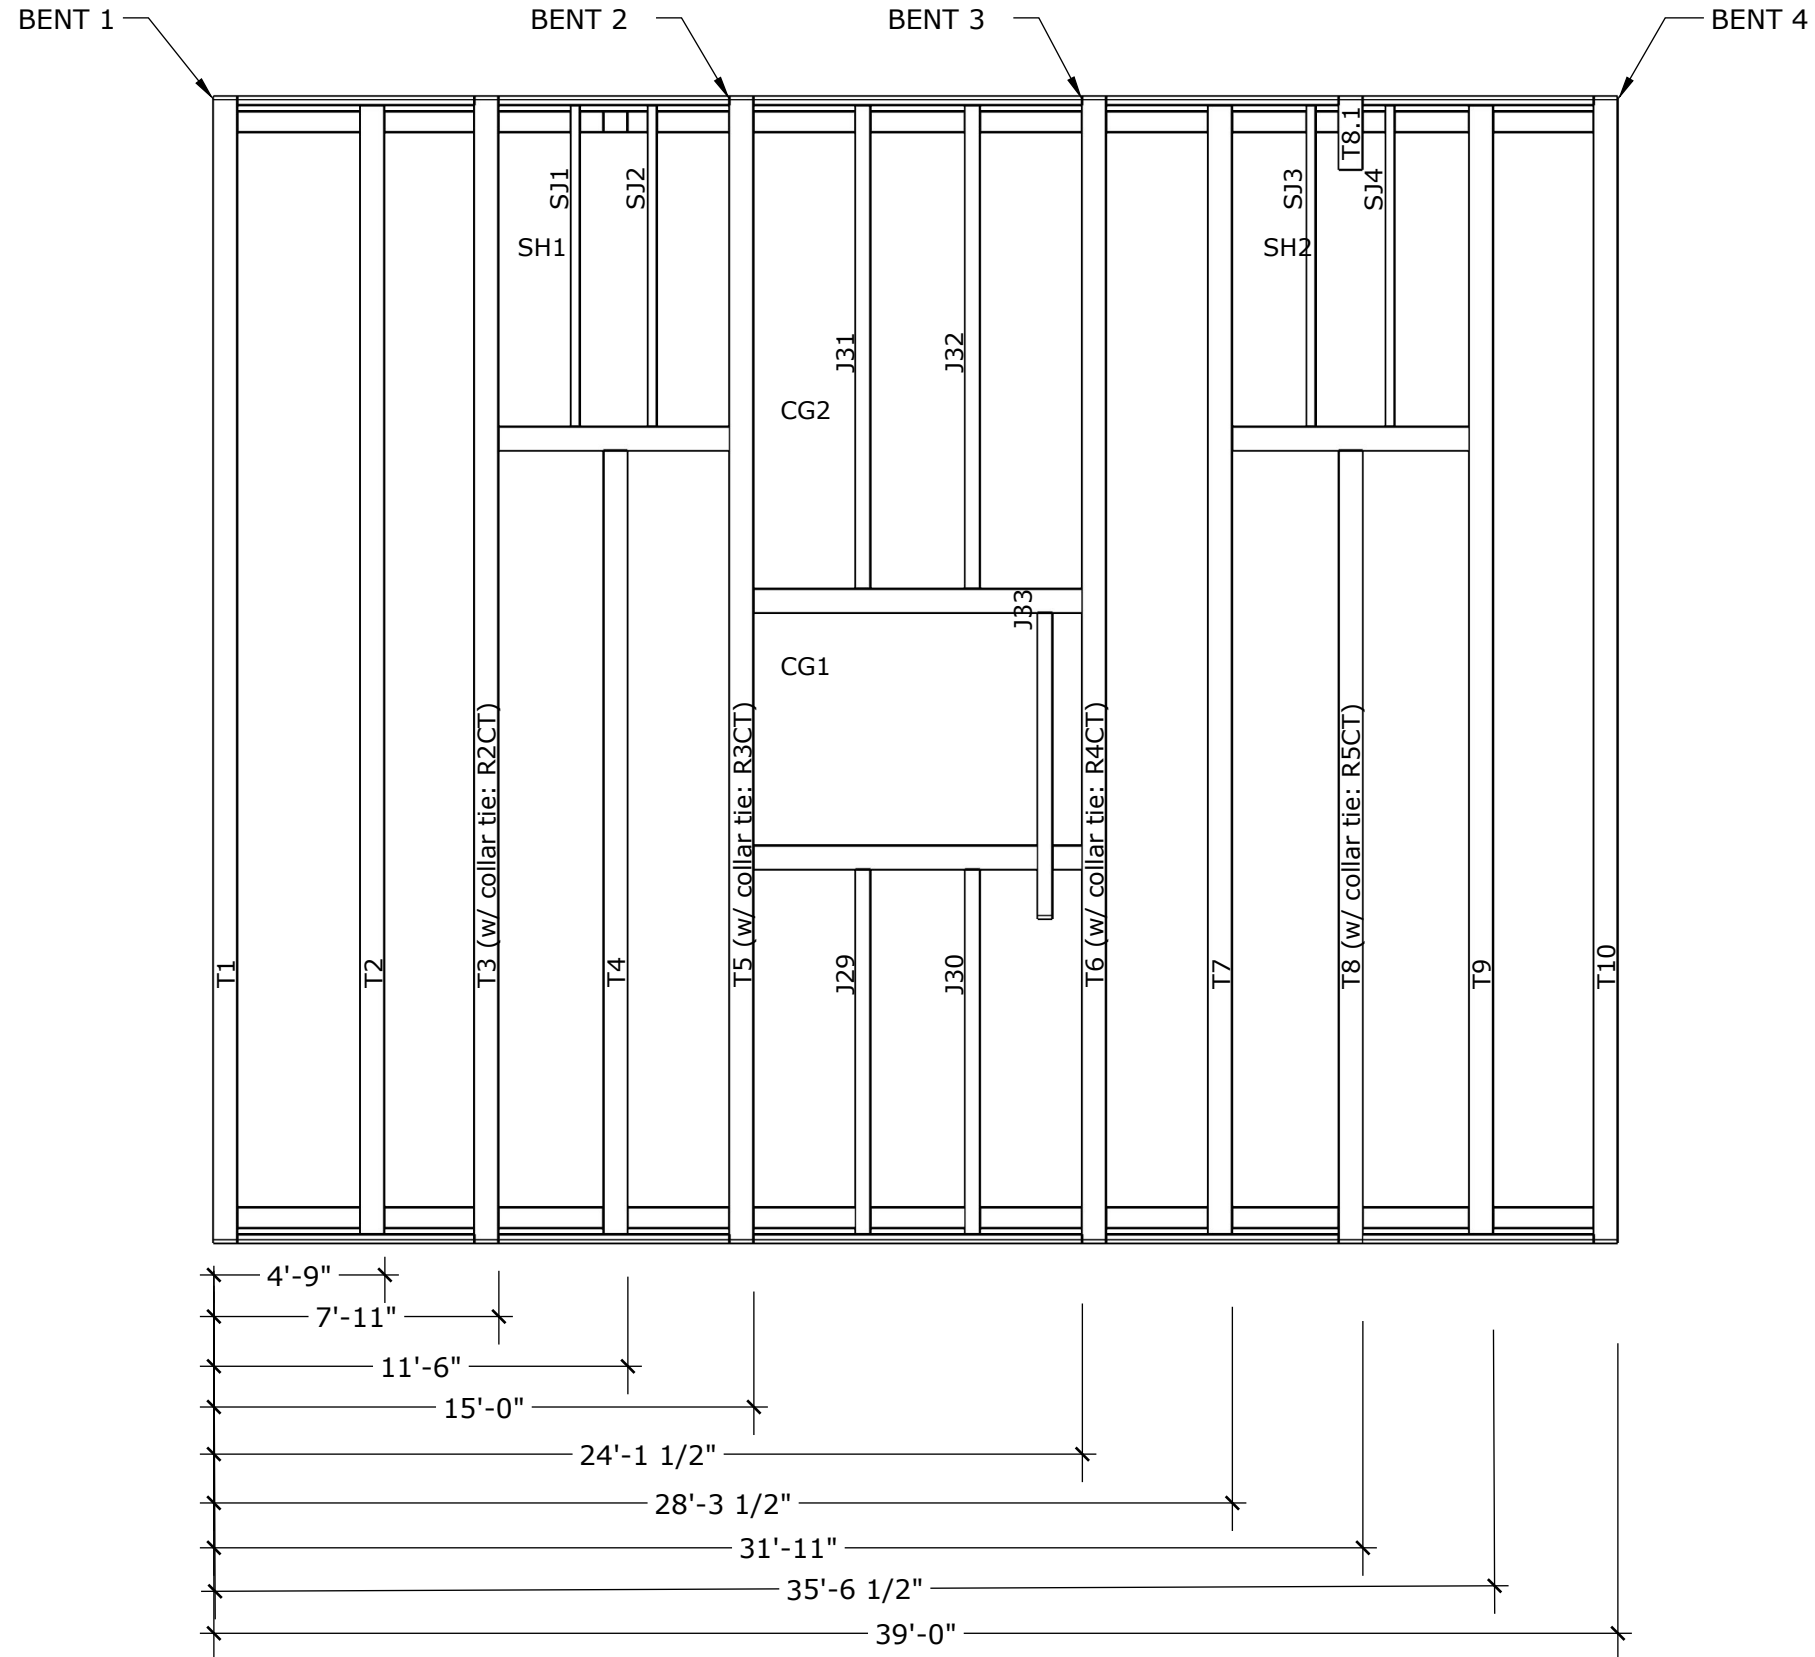 BENT 1
BENT 2
BENT 3
BENT 4
T8.1
SJ1
SJ2
SJ3
SJ4
SH1
SH2
J31
J32
CG2
J33
CG1
T1
T2
T3 (w/ collar tie: R2CT)
T4
T5 (w/ collar tie: R3CT)
J29
J30
T6 (w/ collar tie: R4CT)
T7
T8 (w/ collar tie: R5CT)
T9
T10
4'-9"
7'-11"
11'-6"
15'-0"
24'-1 1/2"
28'-3 1/2"
31'-11"
35'-6 1/2"
39'-0"